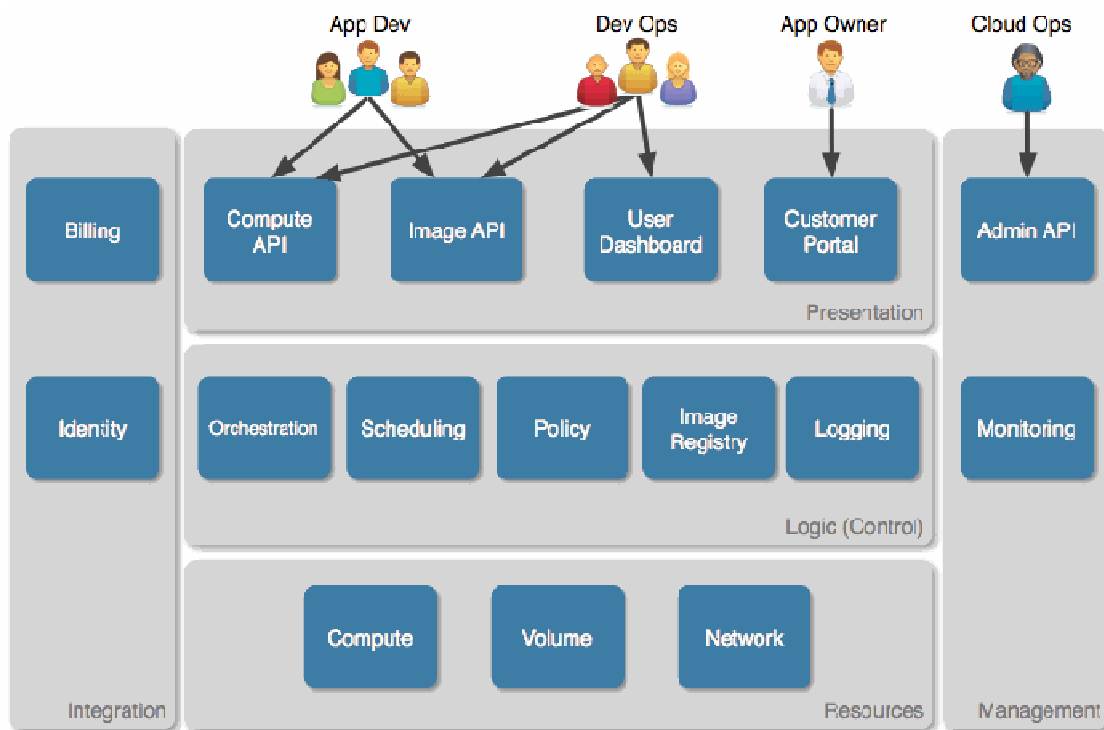 App Dev
Dev Ops
App Owner
Cloud Ops
Billing
Compute
API
Image API
User
Dashboard
Customer
Portal
Admin API
Presentation
Identity
Orchestration
Scheduling
Policy
Image
Registry
Logging
Monitoring
Logic (Control)
Compute
Volume
Network
Integration
Resources
Management